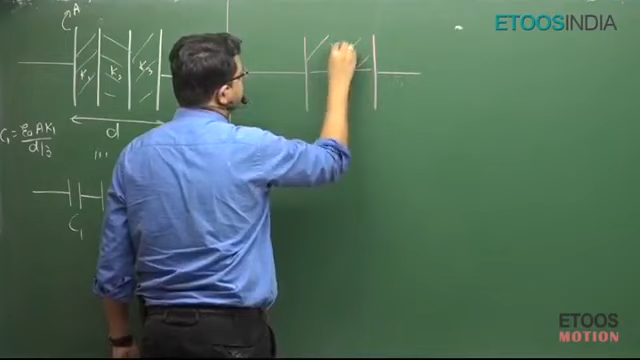 ETOOSINDIA
A
K₁ K₂ K₃
d
C₁ = ε₀AK₁
d/3
C₁
ETOOS
MOTION